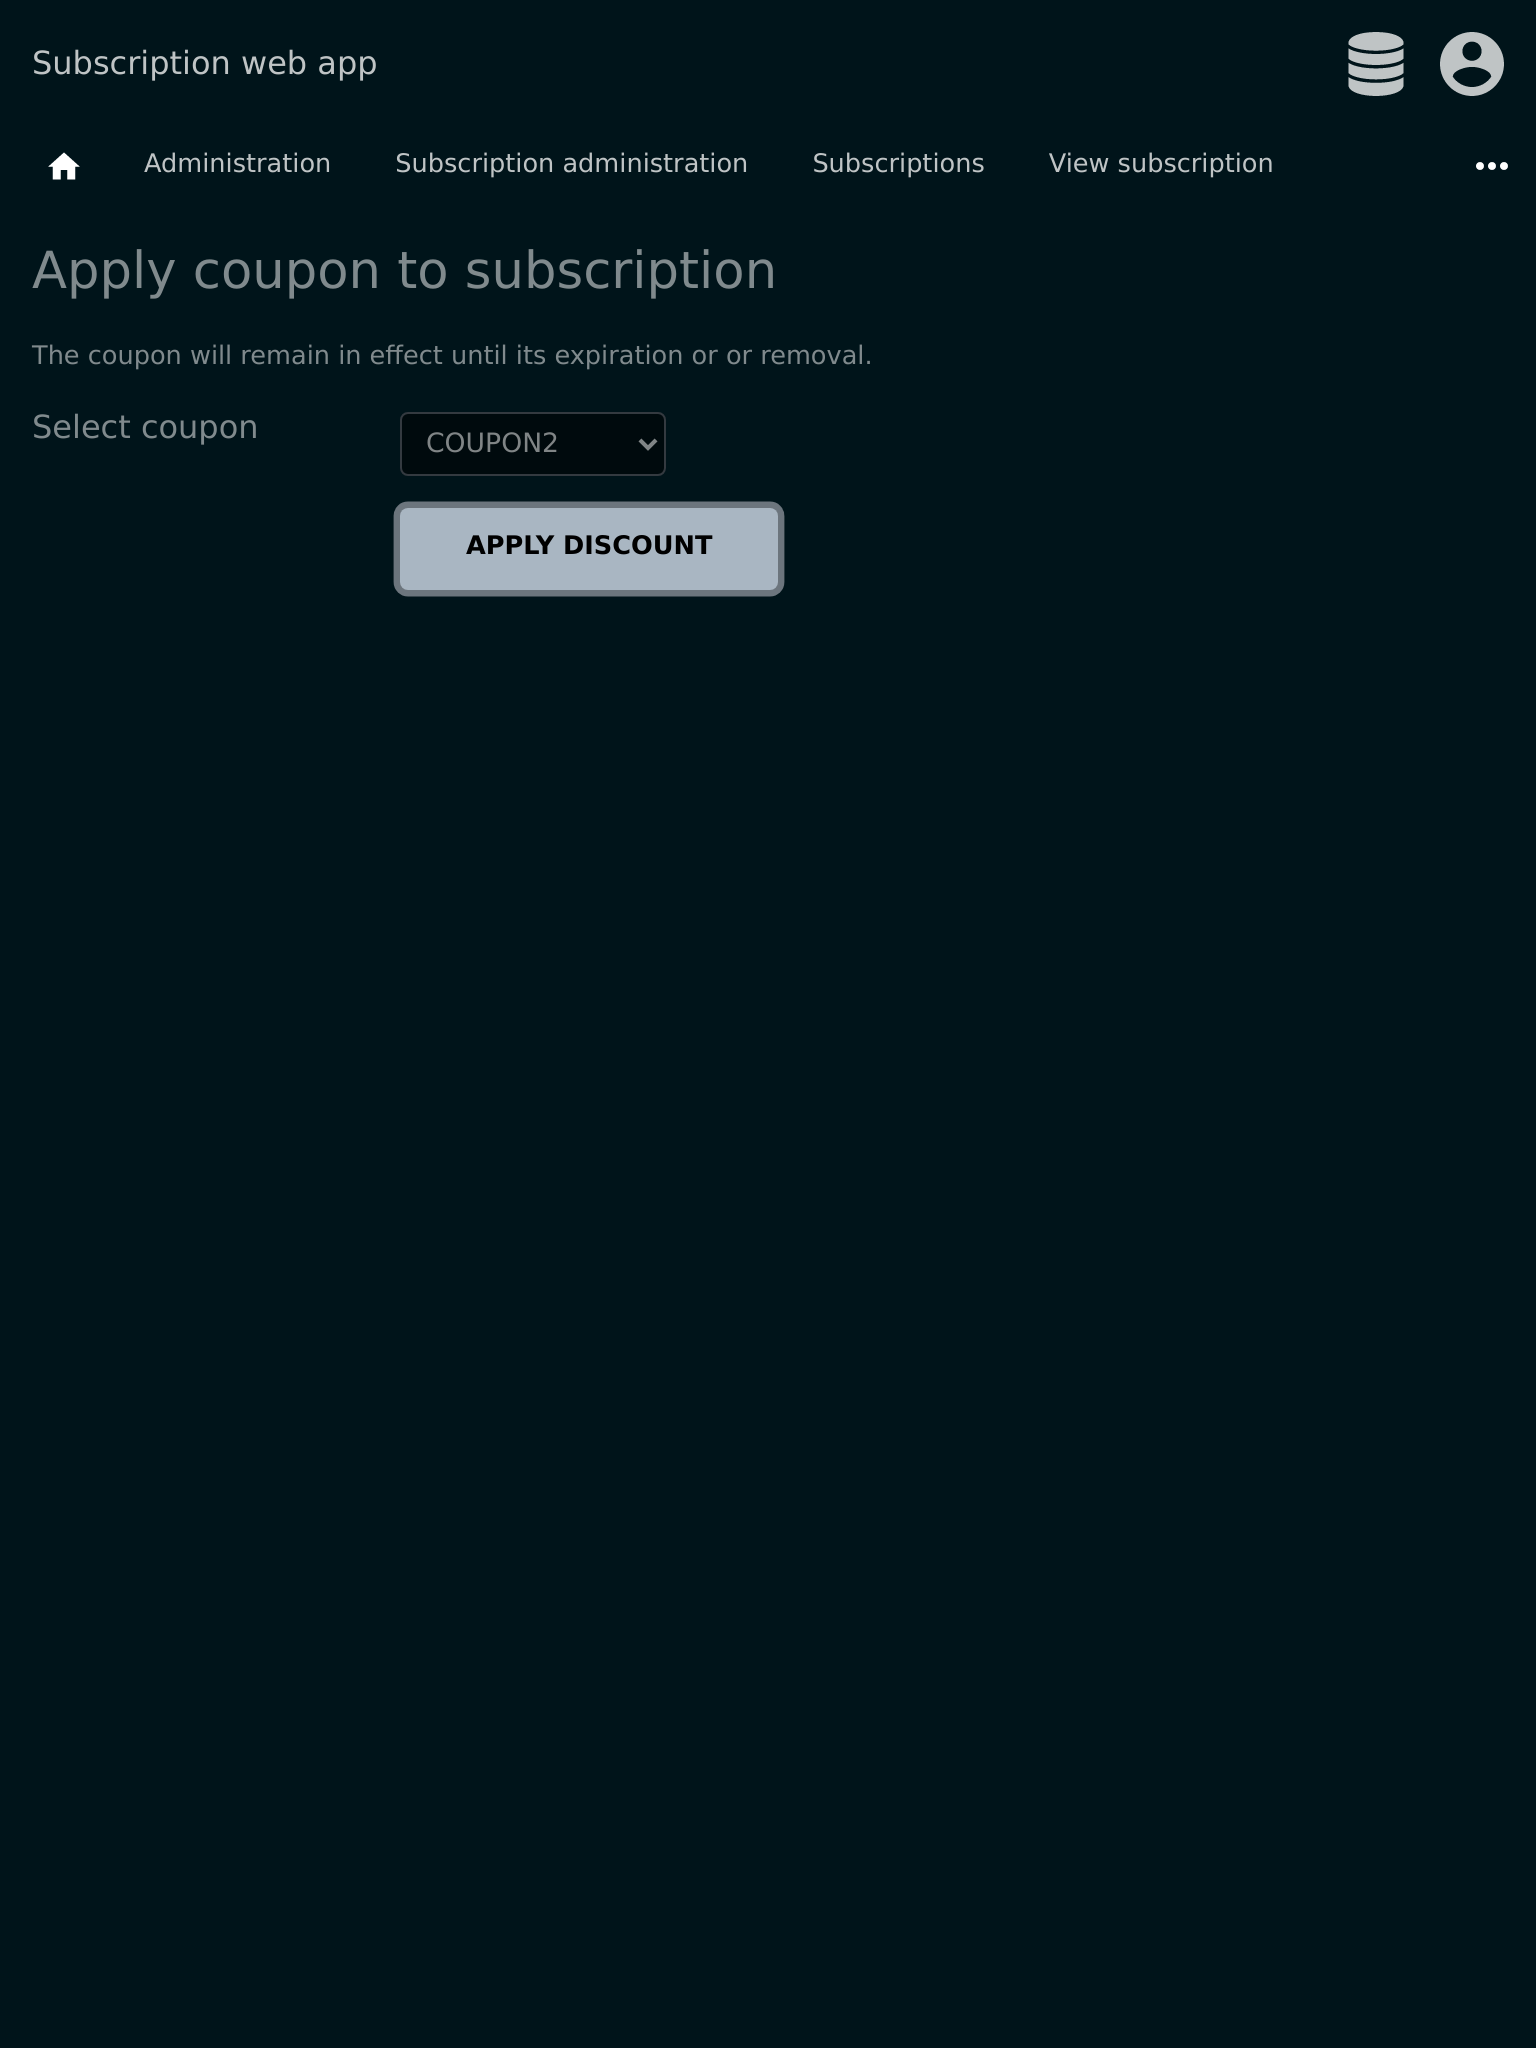 Subscription web app
Administration Subscription administration Subscriptions View subscription
Apply coupon to subscription
The coupon will remain in effect until its expiration or or removal.
Select coupon COUPON2
APPLY DISCOUNT